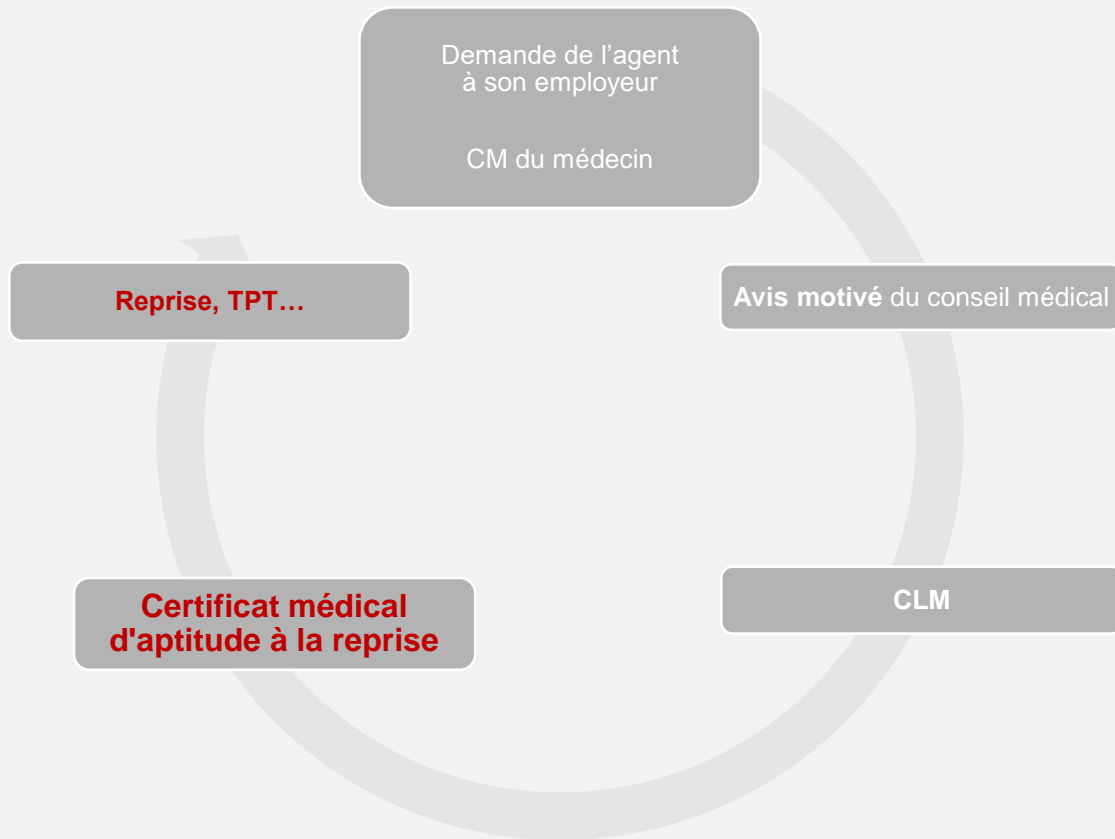 Demande de l’agent
à son employeur
CM du médecin
Avis motivé du conseil médical
CLM
Certificat médical
d'aptitude à la reprise
Reprise, TPT…